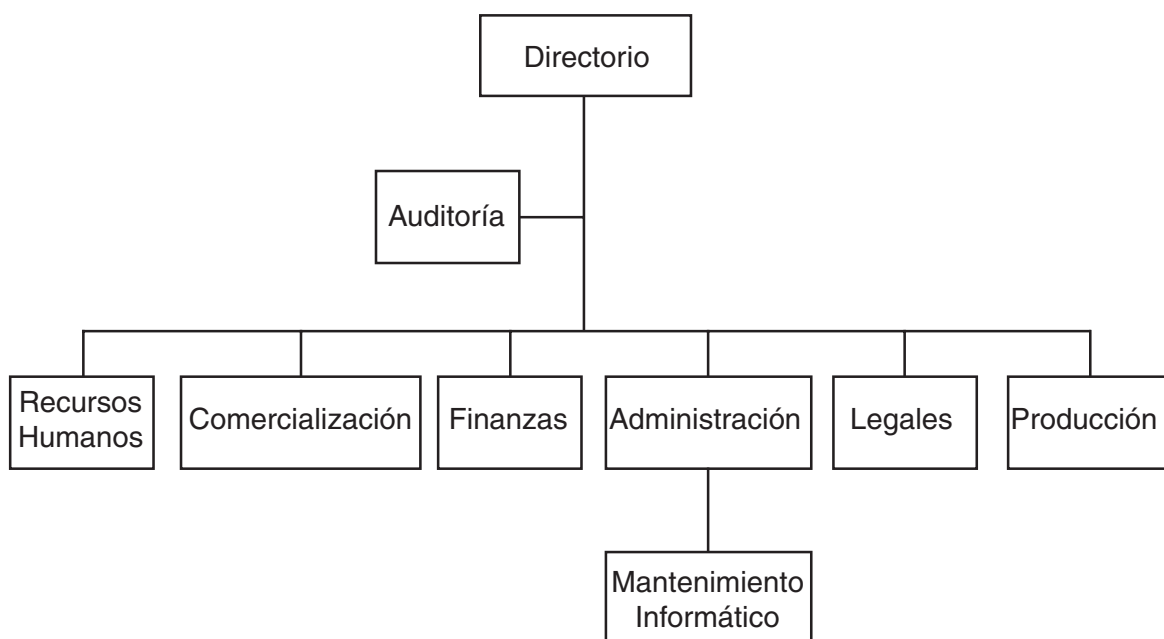 Directorio
Auditoría
Recursos
Humanos
Comercialización
Finanzas
Administración
Legales
Producción
Mantenimiento
Informático